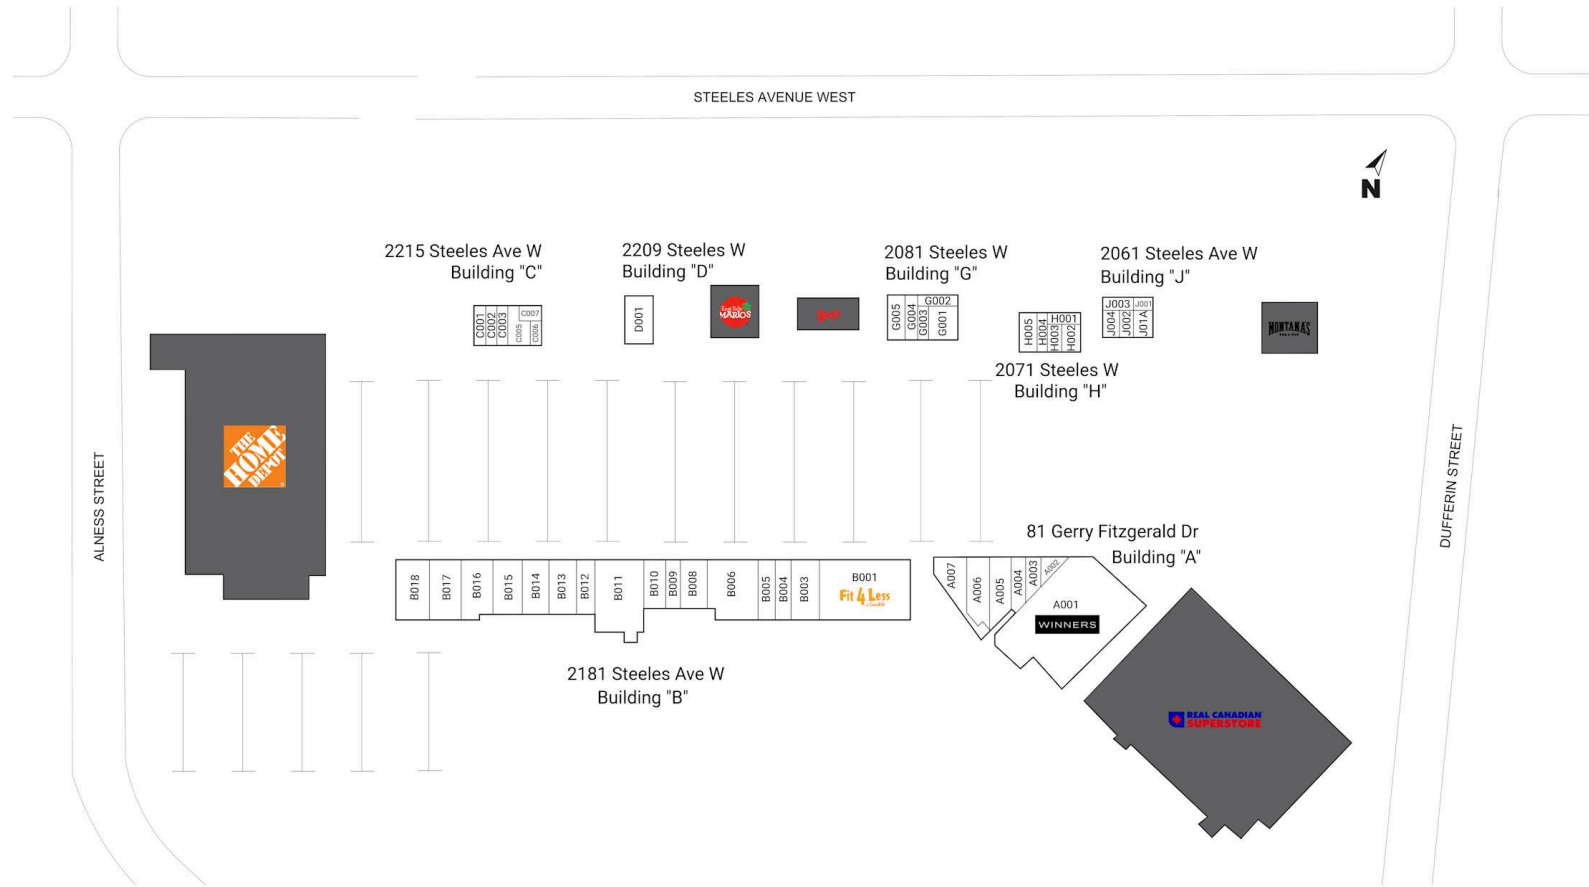 STEELES AVENUE WEST
N
2215 Steeles Ave W
Building "C"
2209 Steeles W
Building "D"
2081 Steeles W
Building "G"
2061 Steeles Ave W
Building "J"
C001
C002
C003
C005
C007
C006
D001
East Side
MARIO'S
G005
G004
G003
G002
G001
H005
H004
H003
H001
H002
J003
J001
J004
J002
J01A
MONTANA'S
2071 Steeles W
Building "H"
THE
HOME
DEPOT
ALNESS STREET
DUFFERIN STREET
81 Gerry Fitzgerald Dr
Building "A"
B018
B017
B016
B015
B014
B013
B012
B011
B010
B009
B008
B006
B005
B004
B003
B001
Fit 4 Less
A007
A006
A005
A004
A003
A002
A001
WINNERS
2181 Steeles Ave W
Building "B"
REAL CANADIAN
SUPERSTORE